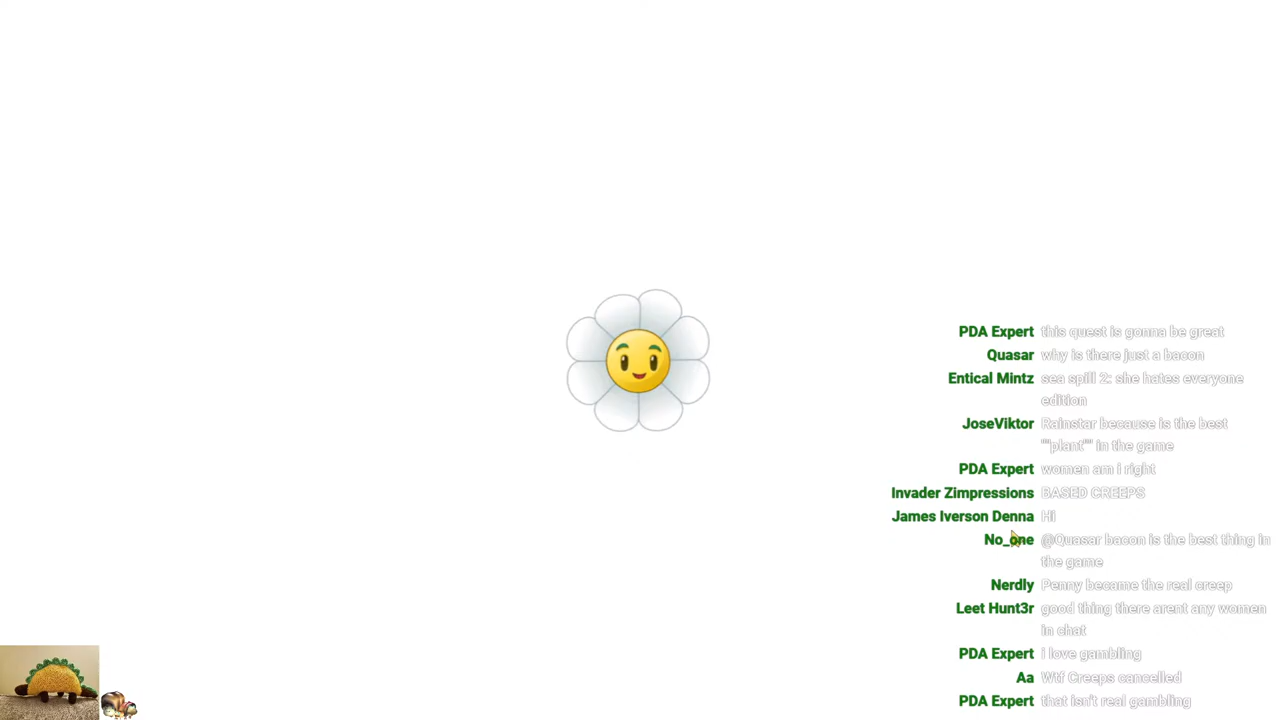 PDA Expert this quest is gonna be great
Quasar why is there just a bacon
Entical Mintz sea spill 2: she hates everyone
edition
JoseViktor Rainstar because is the best
""plant"" in the game
PDA Expert women am i right
Invader Zimpressions BASED CREEPS
James Iverson Denna Hi
No_one @Quasar bacon is the best thing in
the game
Nerdly Penny became the real creep
Leet Hunt3r good thing there arent any women
in chat
PDA Expert i love gambling
Aa Wtf Creeps cancelled
PDA Expert that isn't real gambling